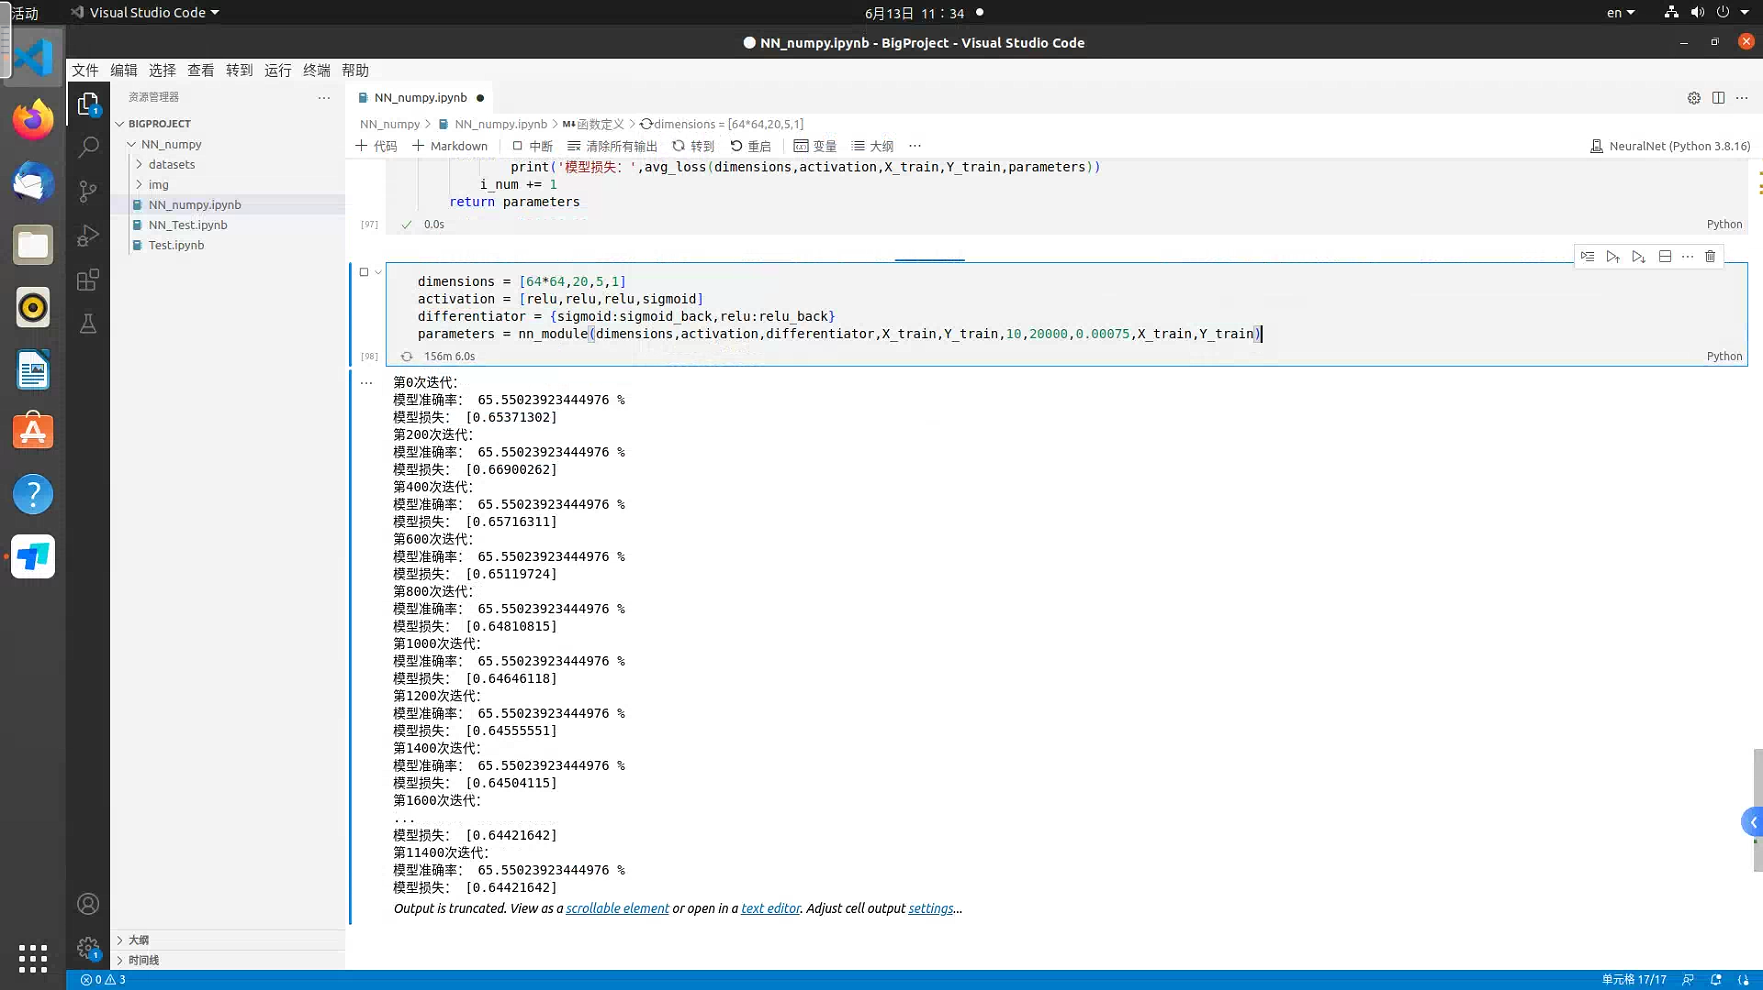 活动
Visual Studio Code
6月13日 11：34
en
NN_numpy.ipynb - BigProject - Visual Studio Code
文件 编辑 选择 查看 转到 运行 终端 帮助
资源管理器
BIGPROJECT
NN_numpy
datasets
img
NN_numpy.ipynb
NN_Test.ipynb
Test.ipynb
大纲
时间线
NN_numpy.ipynb
NN_numpy > NN_numpy.ipynb > M↓函数定义 > dimensions = [64*64,20,5,1]
+ 代码 + Markdown 中断 清除所有输出 转到 重启 变量 大纲 ...
NeuralNet (Python 3.8.16)
print('模型损失：',avg_loss(dimensions,activation,X_train,Y_train,parameters))
i_num += 1
return parameters
[97] 0.0s Python
dimensions = [64*64,20,5,1]
activation = [relu,relu,relu,sigmoid]
differentiator = {sigmoid:sigmoid_back,relu:relu_back}
parameters = nn_module(dimensions,activation,differentiator,X_train,Y_train,10,20000,0.00075,X_train,Y_train)
[98] 156m 6.0s Python
第0次迭代：
模型准确率： 65.55023923444976 %
模型损失： [0.65371302]
第200次迭代：
模型准确率： 65.55023923444976 %
模型损失： [0.66900262]
第400次迭代：
模型准确率： 65.55023923444976 %
模型损失： [0.65716311]
第600次迭代：
模型准确率： 65.55023923444976 %
模型损失： [0.65119724]
第800次迭代：
模型准确率： 65.55023923444976 %
模型损失： [0.64810815]
第1000次迭代：
模型准确率： 65.55023923444976 %
模型损失： [0.64646118]
第1200次迭代：
模型准确率： 65.55023923444976 %
模型损失： [0.64555551]
第1400次迭代：
模型准确率： 65.55023923444976 %
模型损失： [0.64504115]
第1600次迭代：
...
模型损失： [0.64421642]
第11400次迭代：
模型准确率： 65.55023923444976 %
模型损失： [0.64421642]
Output is truncated. View as a scrollable element or open in a text editor. Adjust cell output settings...
0 3
单元格 17/17